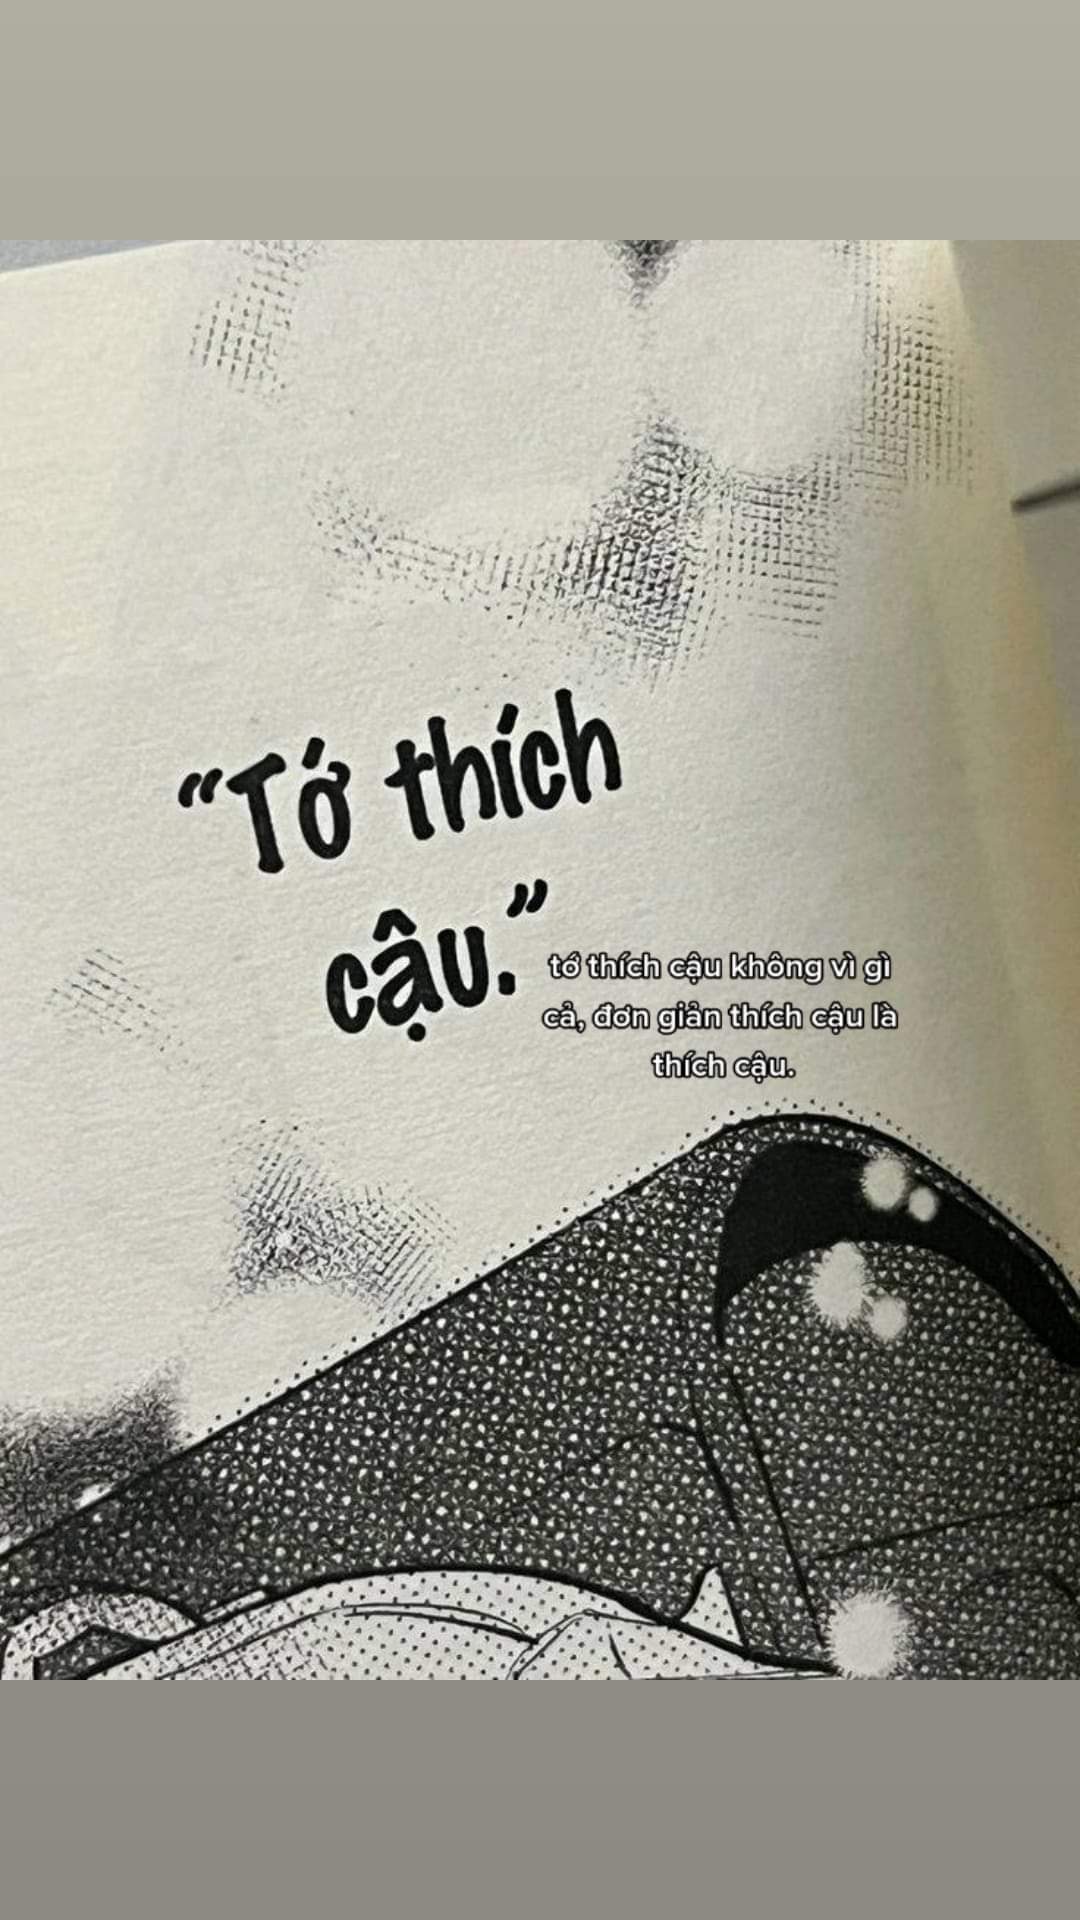 “Tớ thích
cậu.”
tớ thích cậu không vì gì
cả, đơn giản thích cậu là
thích cậu.